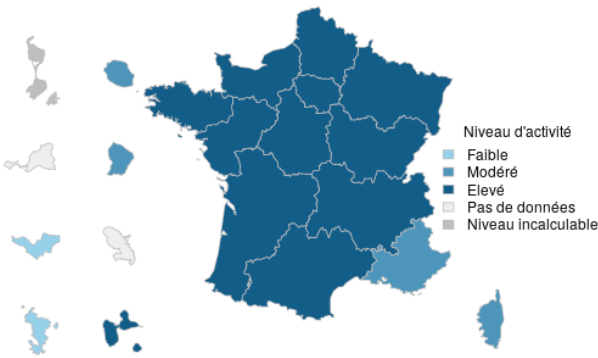 Niveau d'activité
Faible
Modéré
Elevé
Pas de données
Niveau incalculable